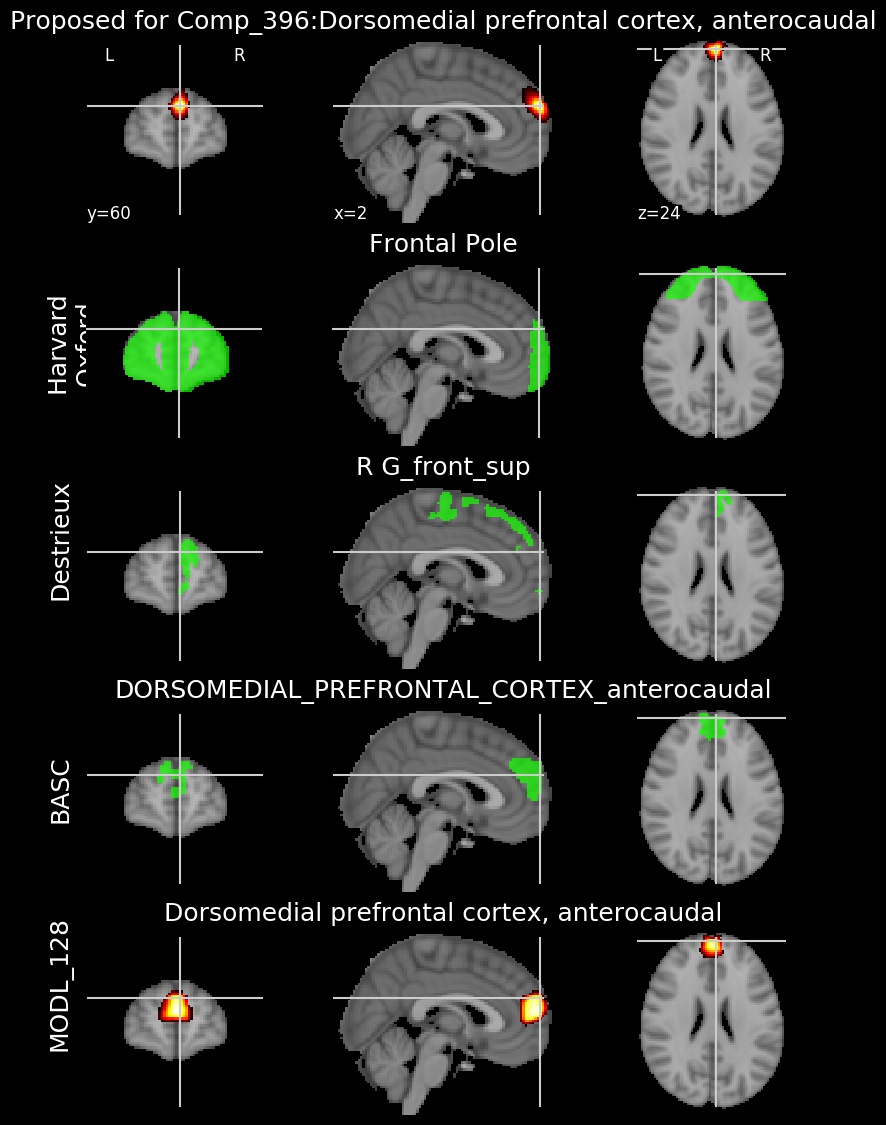 Proposed for Comp_396:Dorsomedial prefrontal cortex, anterocaudal
L R
L R
y=60 x=2 z=24
Frontal Pole
Harvard
Oxford
R G_front_sup
Destrieux
DORSOMEDIAL_PREFRONTAL_CORTEX_anterocaudal
BASC
Dorsomedial prefrontal cortex, anterocaudal
MODL_128